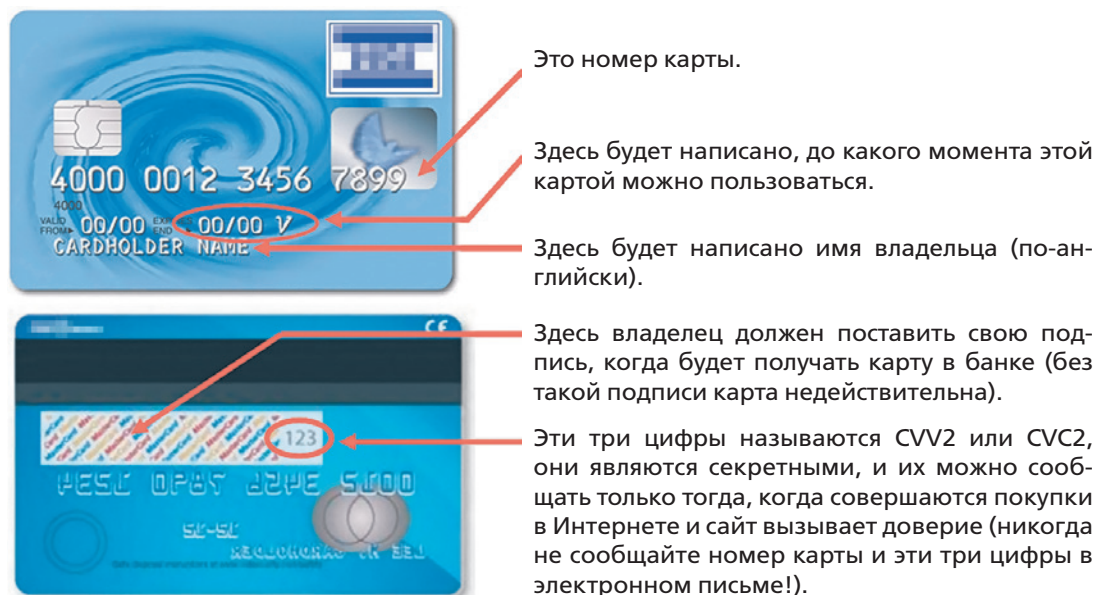 Это номер карты.
Здесь будет написано, до какого момента этой
картой можно пользоваться.
4000 0012 3456 7899
4000
VALID FROM 00/00 00/00 V
CARDHOLDER NAME
Здесь будет написано имя владельца (по-ан-
глийски).
CE
Здесь владелец должен поставить свою под-
пись, когда будет получать карту в банке (без
такой подписи карта недействительна).
123
Эти три цифры называются CVV2 или CVC2,
они являются секретными, и их можно сооб-
щать только тогда, когда совершаются покупки
в Интернете и сайт вызывает доверие (никогда
не сообщайте номер карты и эти три цифры в
электронном письме!).